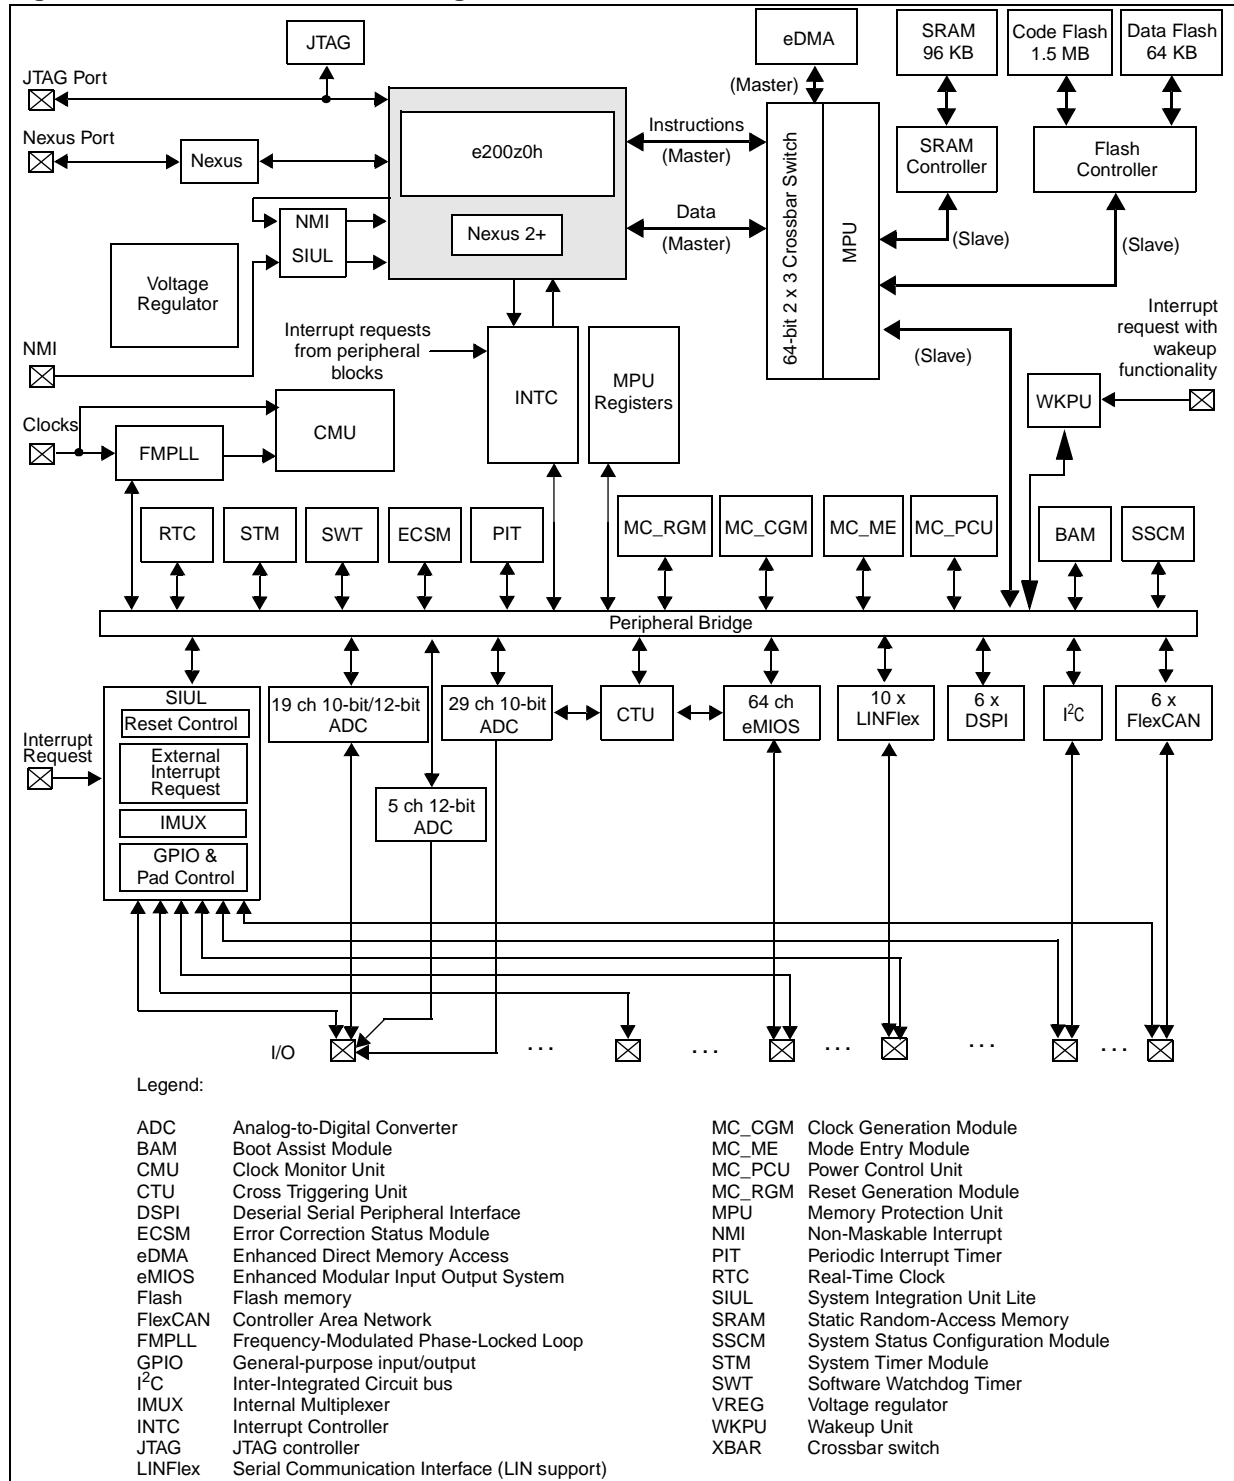 JTAG
eDMA
SRAM
96 KB
Code Flash
1.5 MB
Data Flash
64 KB
JTAG Port
(Master)
Nexus Port
Nexus
e200z0h
Instructions
(Master)
64-bit 2 x 3 Crossbar Switch
MPU
SRAM
Controller
Flash
Controller
NMI
SIUL
Nexus 2+
Data
(Master)
(Slave)
(Slave)
Voltage
Regulator
Interrupt requests
from peripheral
blocks
INTC
MPU
Registers
(Slave)
Interrupt
request with
wakeup
functionality
WKPU
NMI
Clocks
FMPLL
CMU
RTC
STM
SWT
ECSM
PIT
MC_RGM
MC_CGM
MC_ME
MC_PCU
BAM
SSCM
Peripheral Bridge
SIUL
Reset Control
External
Interrupt
Request
IMUX
GPIO &
Pad Control
Interrupt
Request
19 ch 10-bit/12-bit
ADC
29 ch 10-bit
ADC
CTU
64 ch
eMIOS
10 x
LINFlex
6 x
DSPI
I²C
6 x
FlexCAN
5 ch 12-bit
ADC
I/O
. . .
. . .
. . .
. . .
. . .
Legend:
ADC Analog-to-Digital Converter
BAM Boot Assist Module
CMU Clock Monitor Unit
CTU Cross Triggering Unit
DSPI Deserial Serial Peripheral Interface
ECSM Error Correction Status Module
eDMA Enhanced Direct Memory Access
eMIOS Enhanced Modular Input Output System
Flash Flash memory
FlexCAN Controller Area Network
FMPLL Frequency-Modulated Phase-Locked Loop
GPIO General-purpose input/output
I²C Inter-Integrated Circuit bus
IMUX Internal Multiplexer
INTC Interrupt Controller
JTAG JTAG controller
LINFlex Serial Communication Interface (LIN support)
MC_CGM Clock Generation Module
MC_ME Mode Entry Module
MC_PCU Power Control Unit
MC_RGM Reset Generation Module
MPU Memory Protection Unit
NMI Non-Maskable Interrupt
PIT Periodic Interrupt Timer
RTC Real-Time Clock
SIUL System Integration Unit Lite
SRAM Static Random-Access Memory
SSCM System Status Configuration Module
STM System Timer Module
SWT Software Watchdog Timer
VREG Voltage regulator
WKPU Wakeup Unit
XBAR Crossbar switch